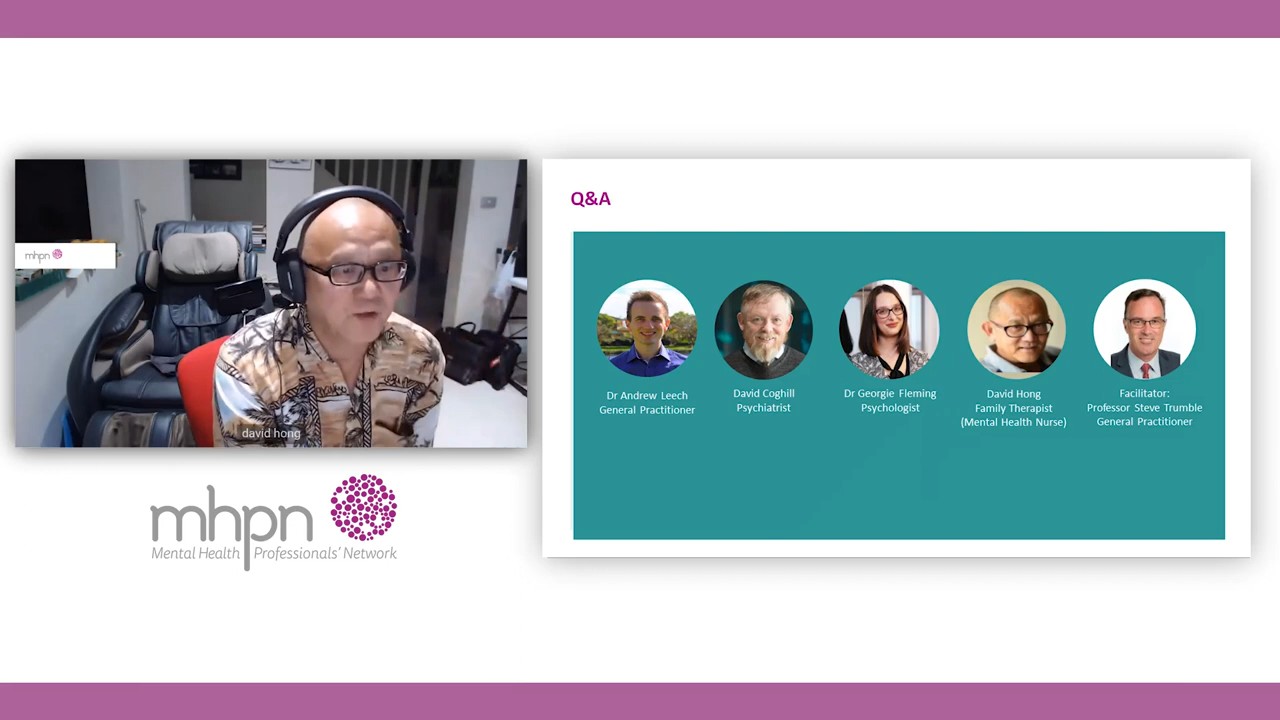 mhpn
david hong
mhpn
Mental Health Professionals' Network
Q&A
Dr Andrew Leech
General Practitioner
David Coghill
Psychiatrist
Dr Georgie Fleming
Psychologist
David Hong
Family Therapist
(Mental Health Nurse)
Facilitator:
Professor Steve Trumble
General Practitioner